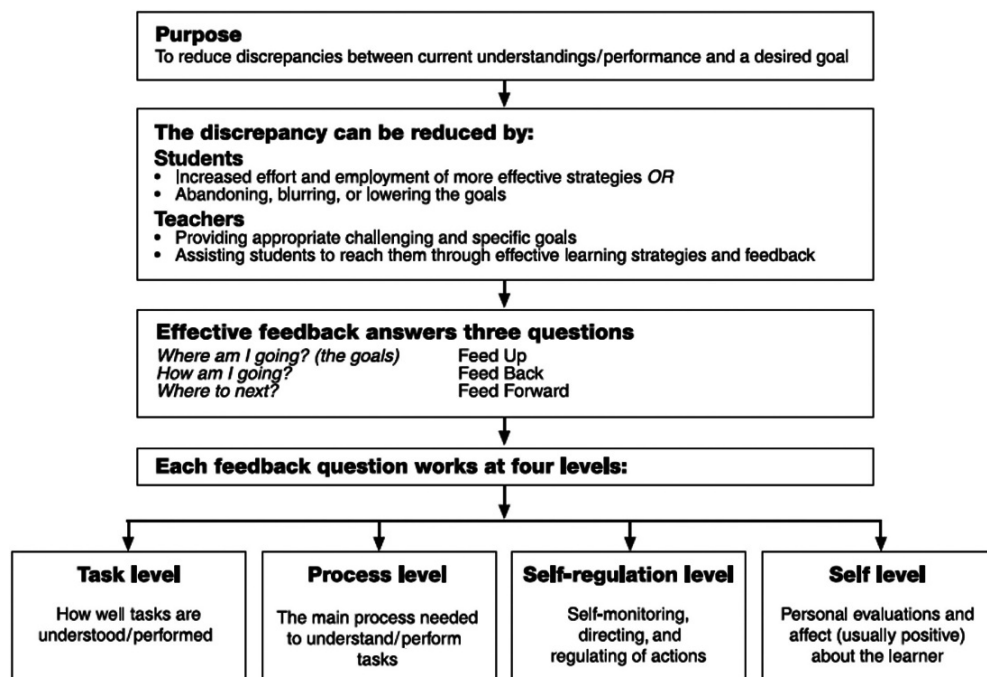 Purpose
To reduce discrepancies between current understandings/performance and a desired goal
The discrepancy can be reduced by:
Students
• Increased effort and employment of more effective strategies OR
• Abandoning, blurring, or lowering the goals
Teachers
• Providing appropriate challenging and specific goals
• Assisting students to reach them through effective learning strategies and feedback
Effective feedback answers three questions
Where am I going? (the goals) Feed Up
How am I going? Feed Back
Where to next? Feed Forward
Each feedback question works at four levels:
Task level
How well tasks are
understood/performed
Process level
The main process needed
to understand/perform
tasks
Self-regulation level
Self-monitoring,
directing, and
regulating of actions
Self level
Personal evaluations and
affect (usually positive)
about the learner